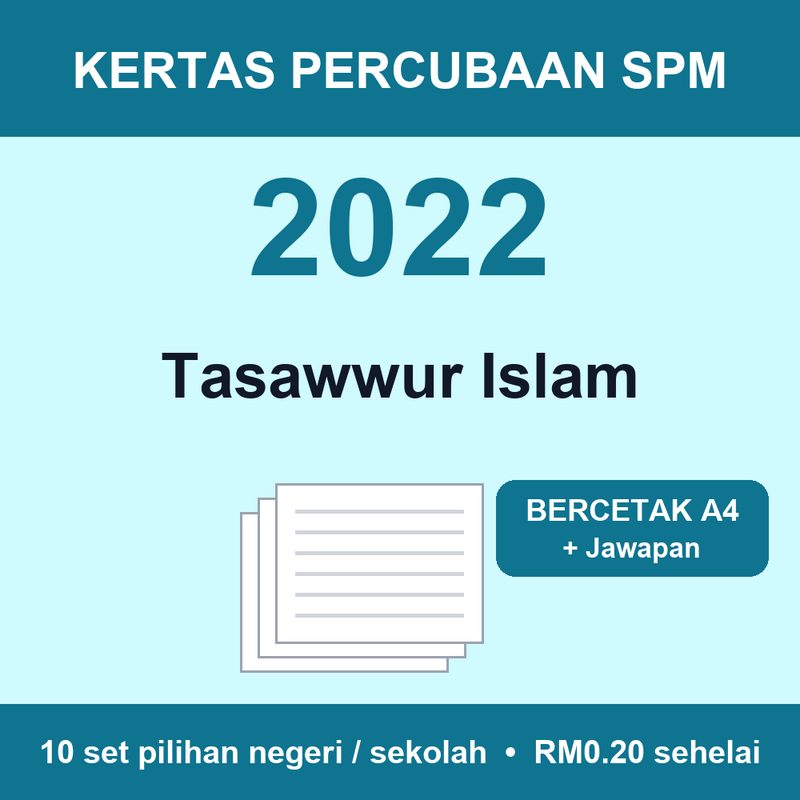 KERTAS PERCUBAAN SPM
2022
Tasawwur Islam
BERCETAK A4
+ Jawapan
10 set pilihan negeri / sekolah • RM0.20 sehelai